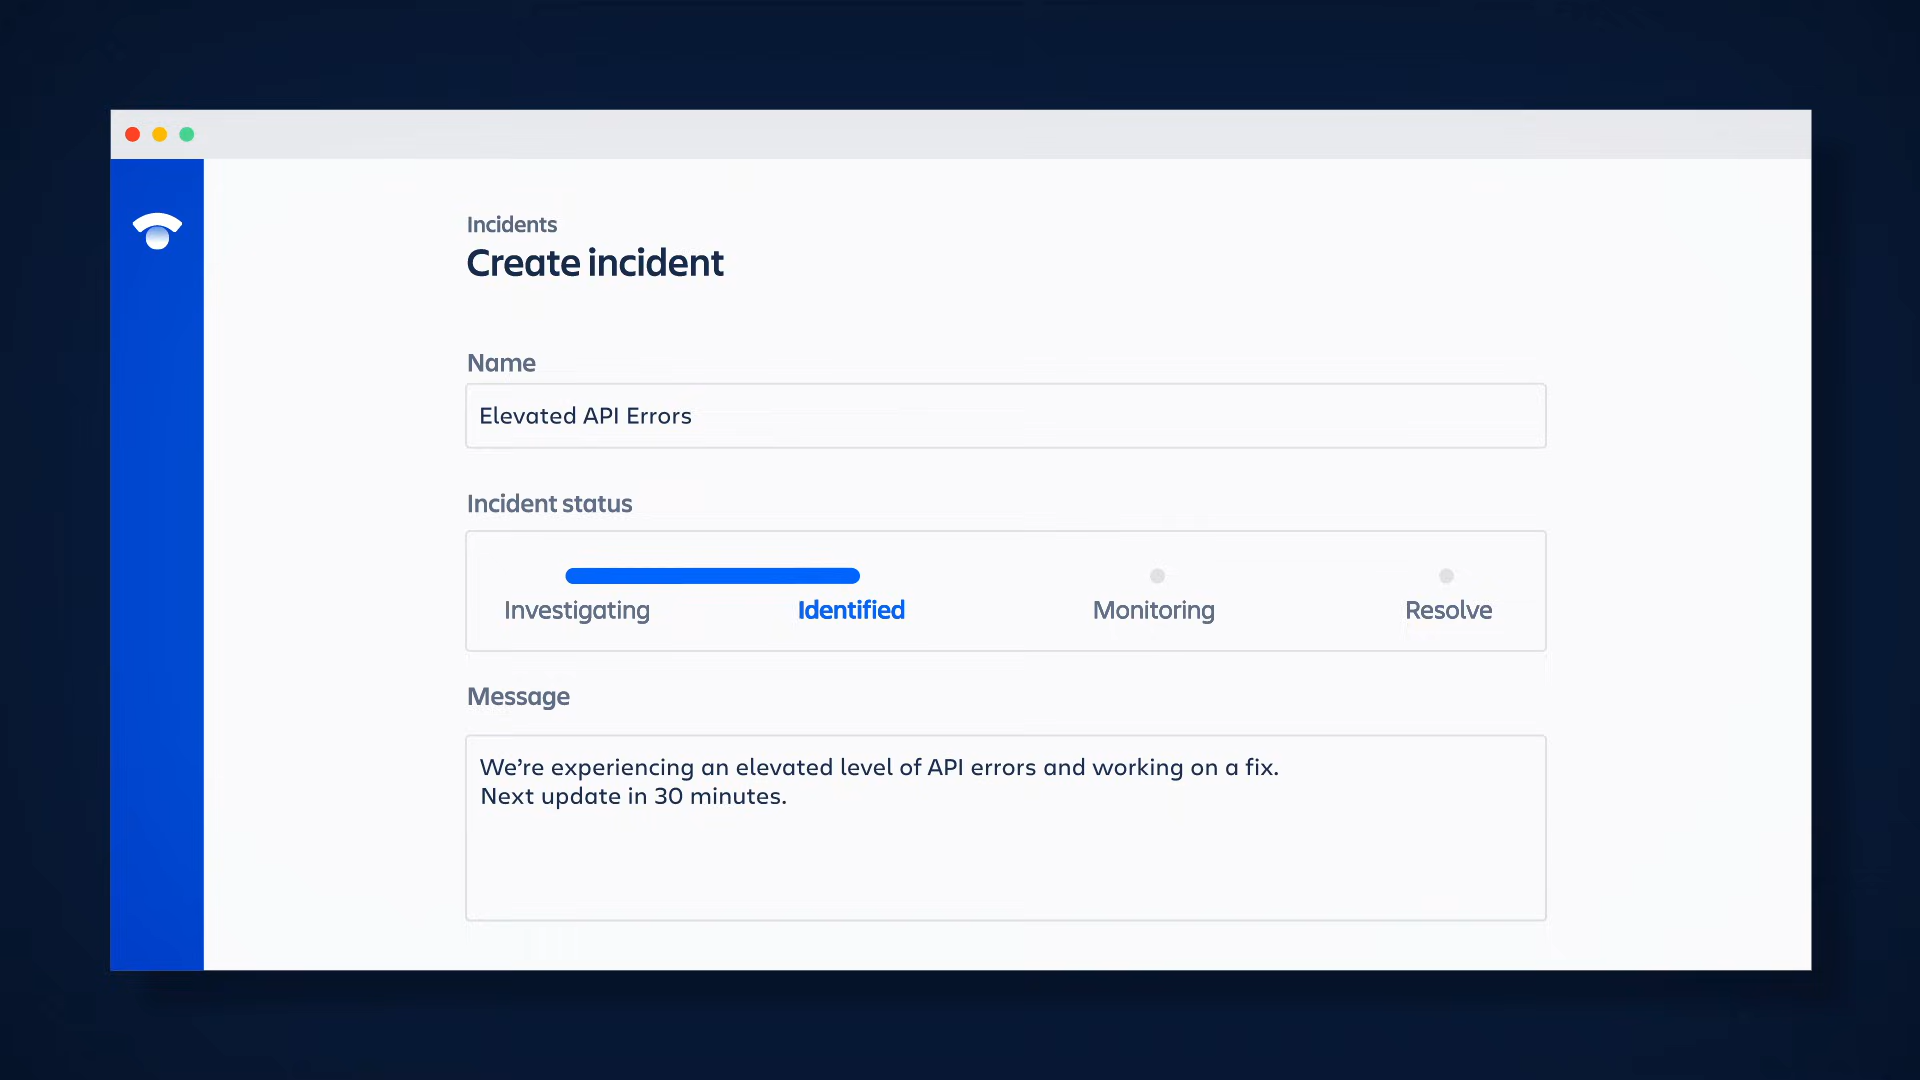 Incidents
Create incident
Name
Elevated API Errors
Incident status
Investigating Identified Monitoring Resolve
Message
We’re experiencing an elevated level of API errors and working on a fix.
Next update in 30 minutes.